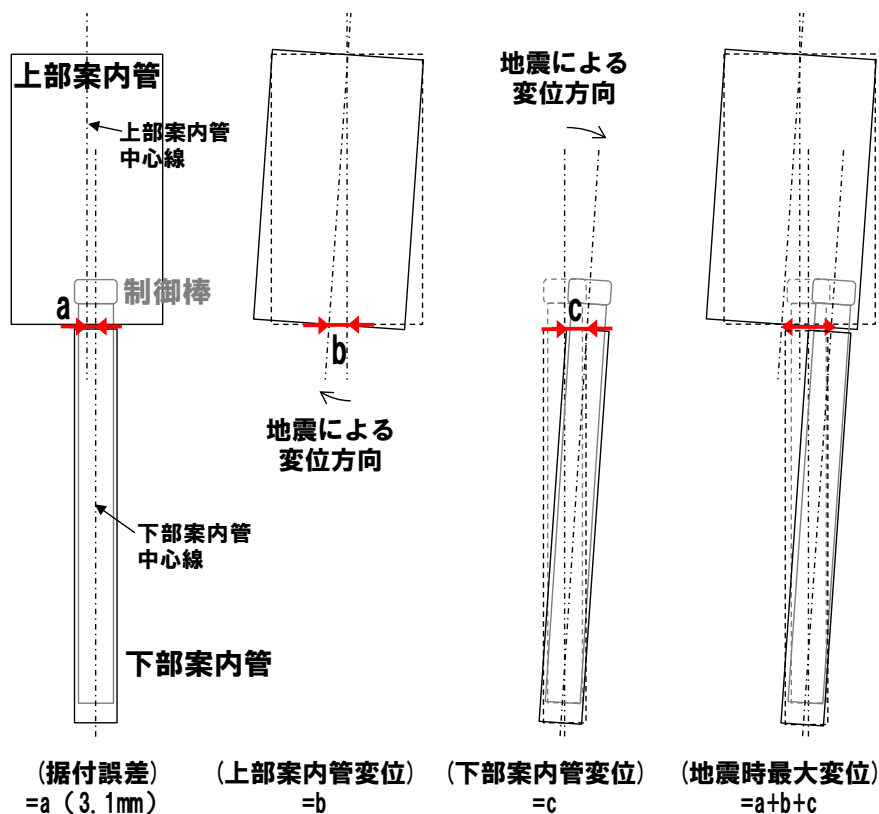 上部案内管
上部案内管
中心線
制御棒
a
下部案内管
中心線
下部案内管
(据付誤差)
=a（3.1mm）
b
地震による
変位方向
(上部案内管変位)
=b
地震による
変位方向
c
(下部案内管変位)
=c
(地震時最大変位)
=a+b+c